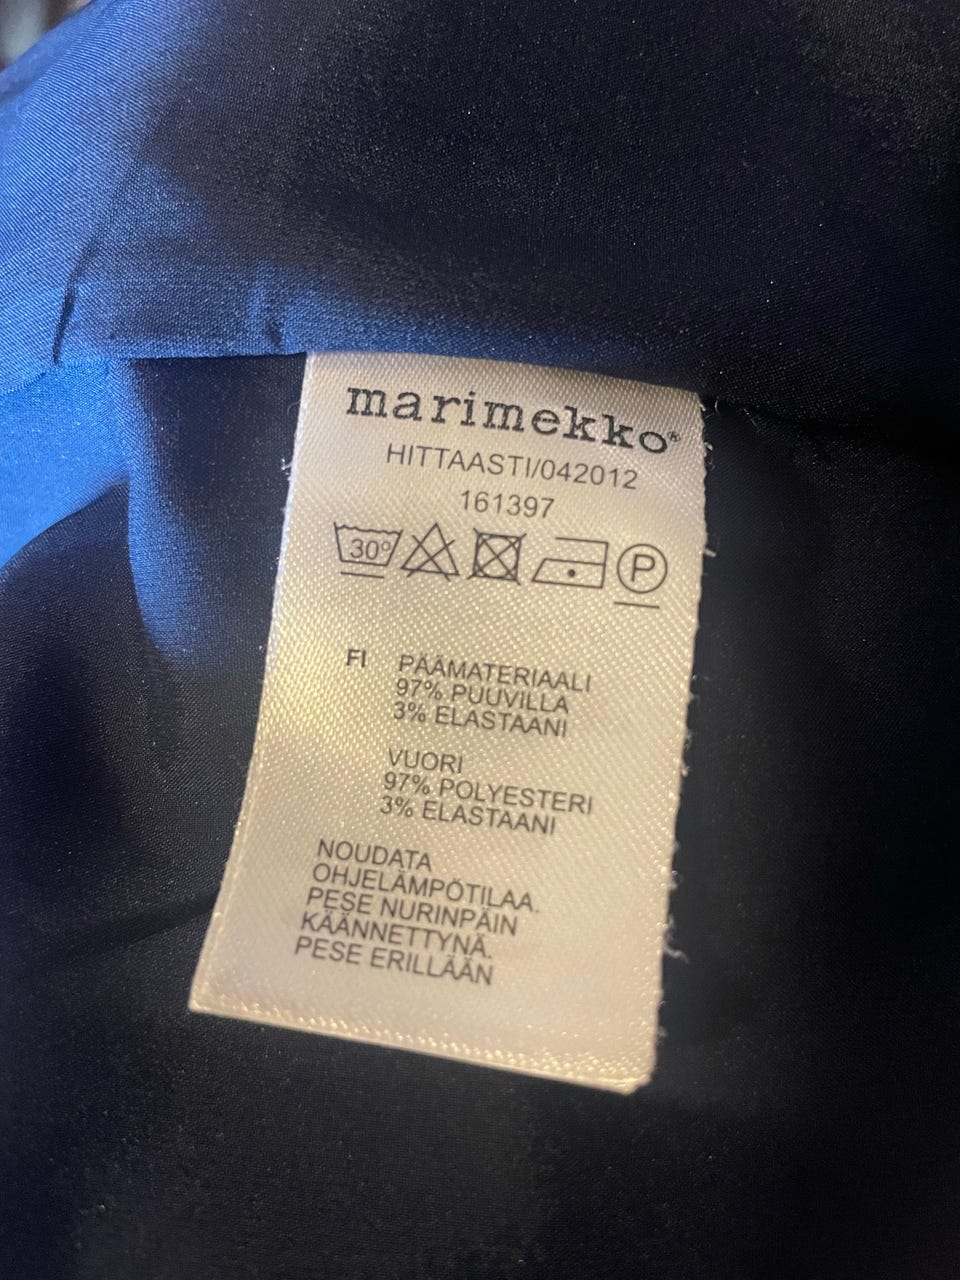 marimekko®
HITTAASTI/042012
161397
30°
P
FI PÄÄMATERIAALI
97% PUUVILLA
3% ELASTAANI
VUORI
97% POLYESTERI
3% ELASTAANI
NOUDATA
OHJELÄMPÖTILAA.
PESE NURINPÄIN
KÄÄNNETTYNÄ.
PESE ERILLÄÄN